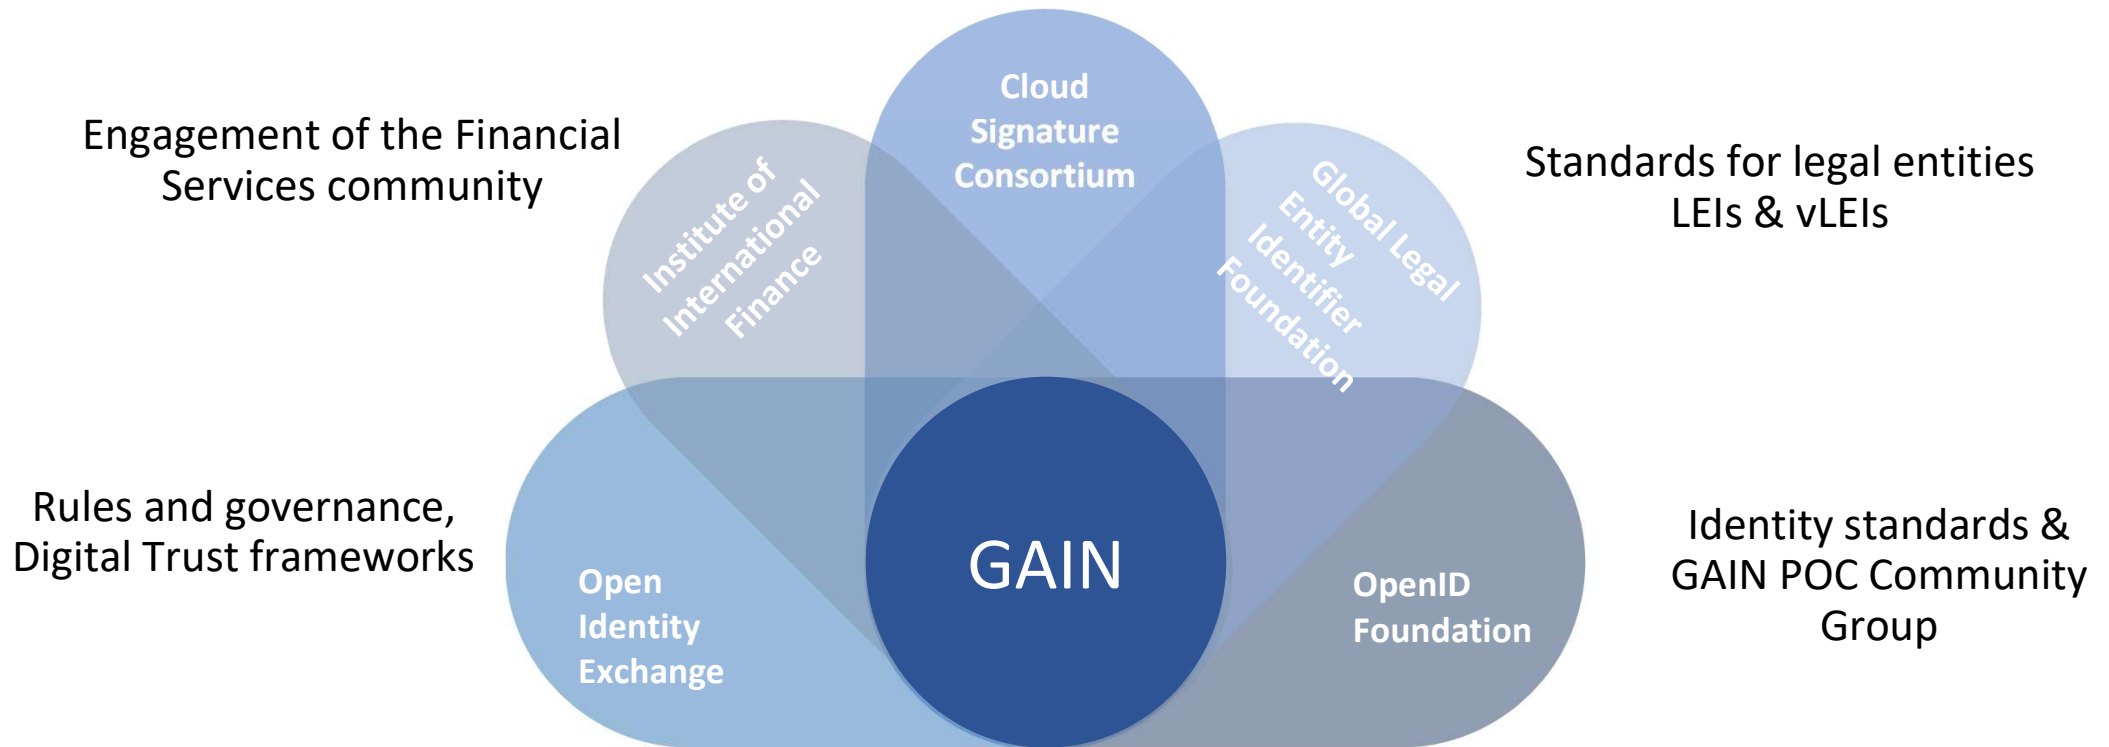 Cloud
Signature
Consortium
Engagement of the Financial
Services community
Institute of
International
Finance
Global Legal
Entity
Identifier
Foundation
Standards for legal entities
LEIs & vLEIs
Rules and governance,
Digital Trust frameworks
Open
Identity
Exchange
GAIN
OpenID
Foundation
Identity standards &
GAIN POC Community
Group